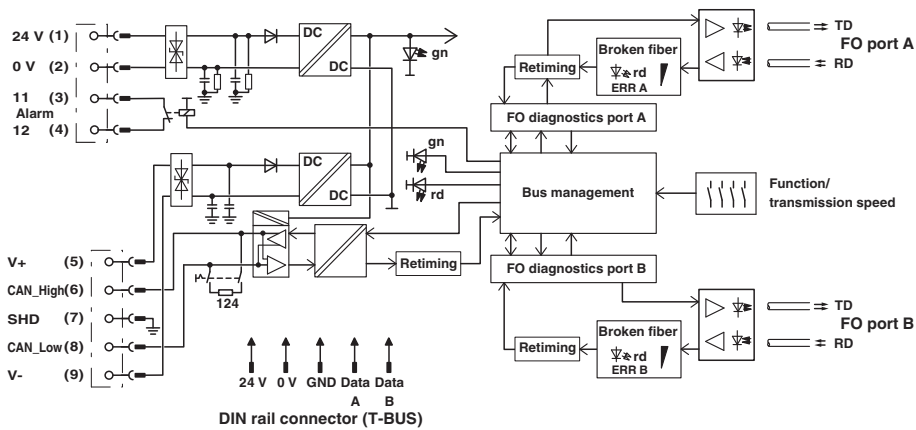 24 V (1)
0 V (2)
11 (3)
Alarm
12 (4)
DC
DC
gn
DC
DC
gn
rd
V+ (5)
CAN_High(6)
SHD (7)
CAN_Low(8)
V- (9)
124
Retiming
Retiming
Broken fiber
rd
ERR A
TD
FO port A
RD
FO diagnostics port A
Bus management
Function/
transmission speed
FO diagnostics port B
Retiming
Broken fiber
rd
ERR B
TD
FO port B
RD
24 V 0 V GND Data Data
A B
DIN rail connector (T-BUS)